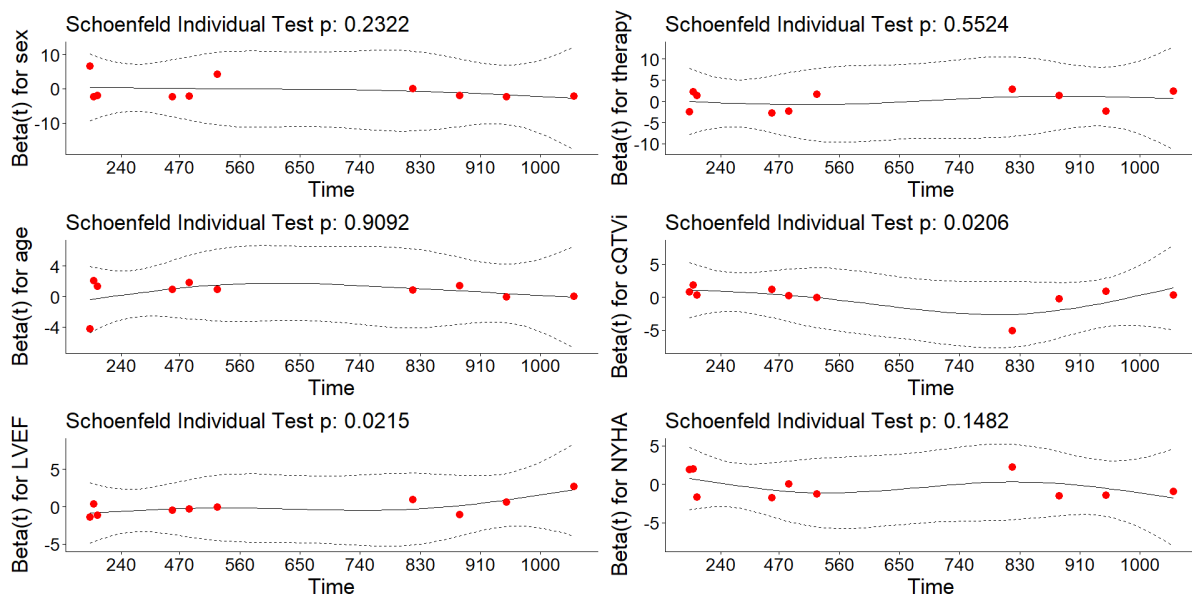 Schoenfeld Individual Test p: 0.2322
Beta(t) for sex
10
0
-10
240 470 560 650 740 830 910 1000
Time
Schoenfeld Individual Test p: 0.5524
Beta(t) for therapy
10
5
0
-5
-10
240 470 560 650 740 830 910 1000
Time
Schoenfeld Individual Test p: 0.9092
Beta(t) for age
4
0
-4
240 470 560 650 740 830 910 1000
Time
Schoenfeld Individual Test p: 0.0206
Beta(t) for cQTVi
5
0
-5
240 470 560 650 740 830 910 1000
Time
Schoenfeld Individual Test p: 0.0215
Beta(t) for LVEF
5
0
-5
240 470 560 650 740 830 910 1000
Time
Schoenfeld Individual Test p: 0.1482
Beta(t) for NYHA
5
0
-5
240 470 560 650 740 830 910 1000
Time